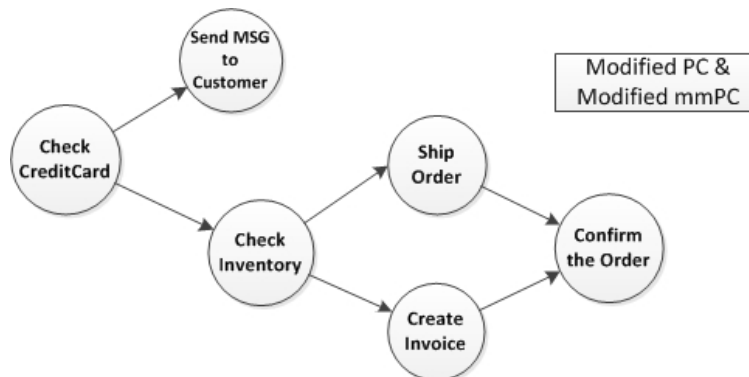 Send MSG
to
Customer
Modified PC &
Modified mmPC
Check
CreditCard
Ship
Order
Check
Inventory
Confirm
the Order
Create
Invoice